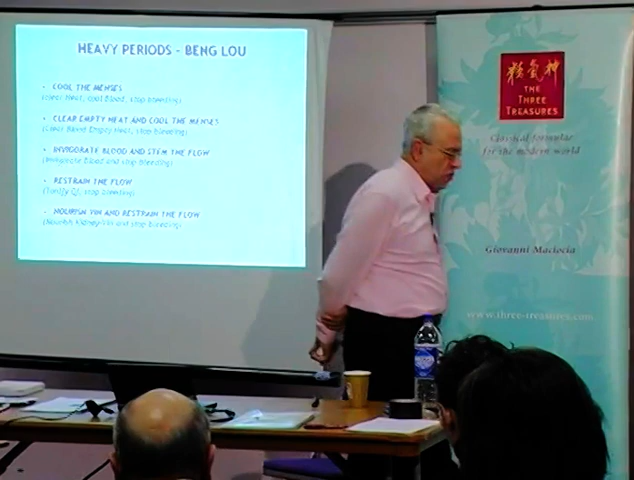 HEAVY PERIODS - BENG LOU
• COOL THE MENSES
(Clear Heat, cool Blood, stop bleeding)
• CLEAR EMPTY HEAT AND COOL THE MENSES
(Clear Blood Empty Heat, stop bleeding)
• INVIGORATE BLOOD AND STEM THE FLOW
(Invigorate Blood and stop bleeding)
• RESTRAIN THE FLOW
(Tonify Qi, stop bleeding)
• NOURISH YIN AND RESTRAIN THE FLOW
(Nourish Kidney-Yin and stop bleeding)
精氣神
THE
THREE
TREASURES
Classical formulae
for the modern world
Giovanni Maciocia
www.three-treasures.com